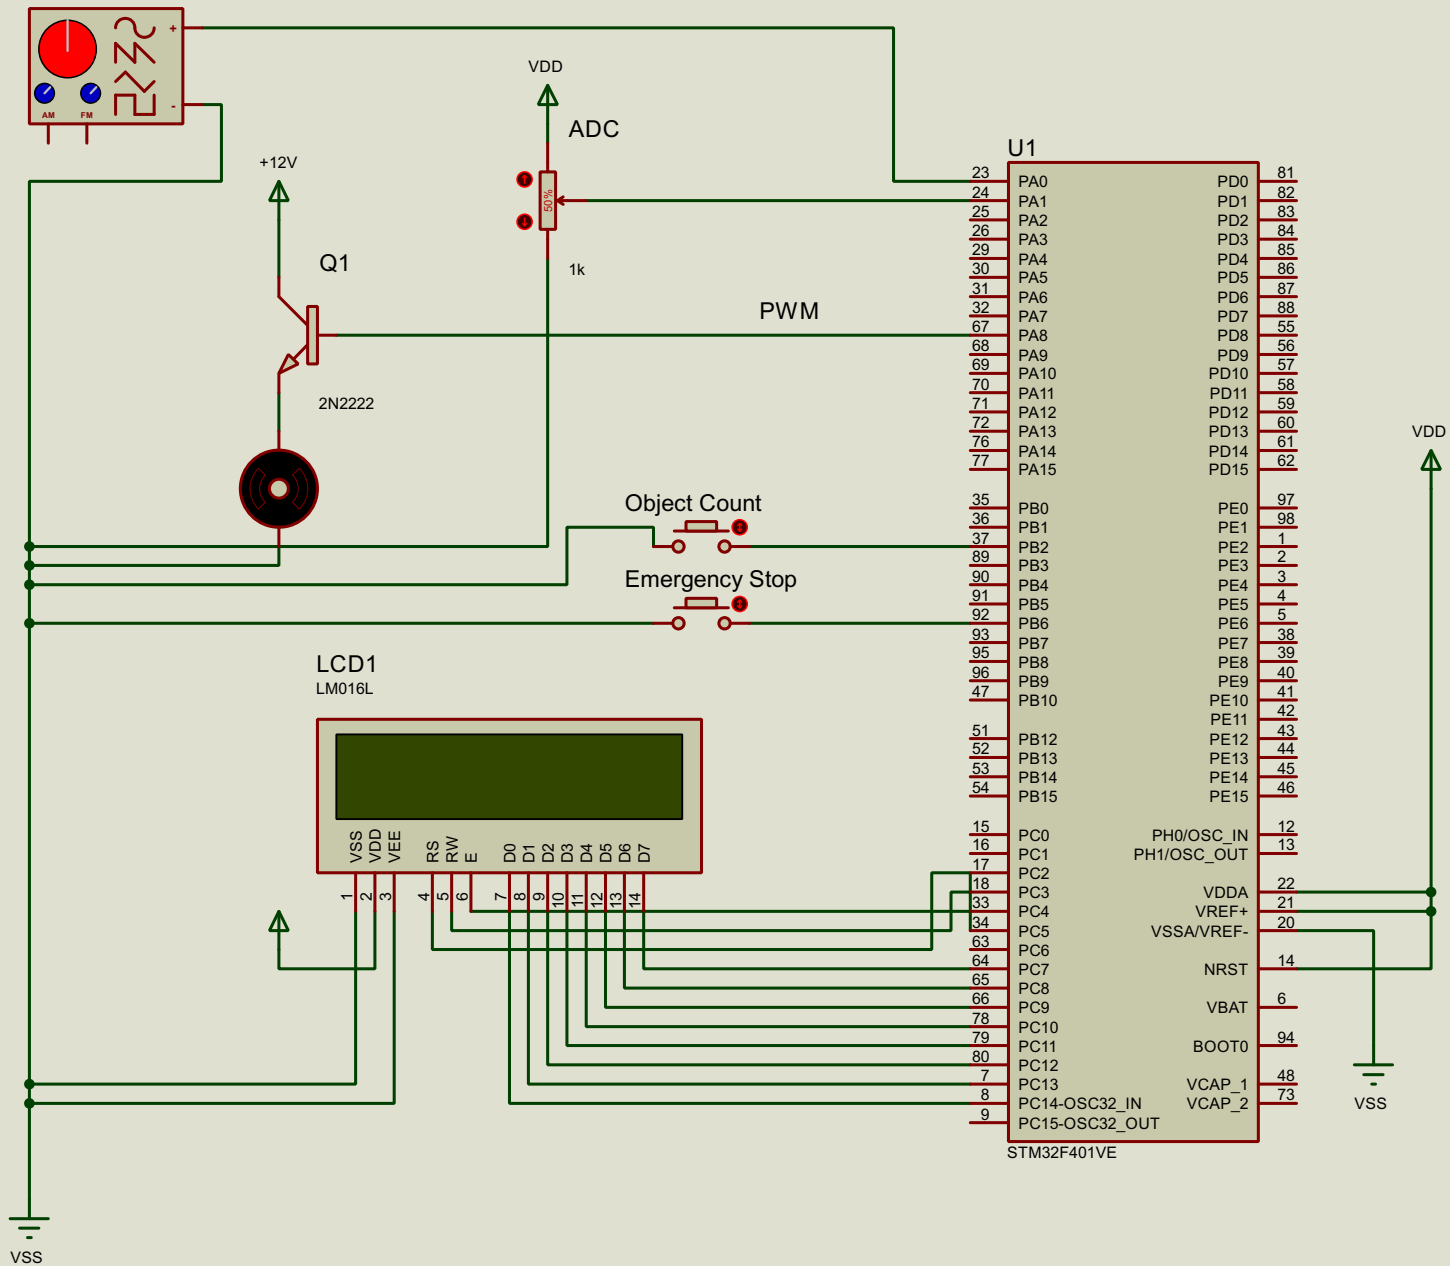 +
-
AM
FM
+12V
Q1
2N2222
VDD
ADC
50%
1k
PWM
Object Count
Emergency Stop
LCD1
LM016L
VSS
VDD
VEE
RS
RW
E
D0
D1
D2
D3
D4
D5
D6
D7
1
2
3
4
5
6
7
8
9
10
11
12
13
14
VSS
U1
23 PA0
24 PA1
25 PA2
26 PA3
29 PA4
30 PA5
31 PA6
32 PA7
67 PA8
68 PA9
69 PA10
70 PA11
71 PA12
72 PA13
76 PA14
77 PA15
35 PB0
36 PB1
37 PB2
89 PB3
90 PB4
91 PB5
92 PB6
93 PB7
95 PB8
96 PB9
47 PB10
51 PB12
52 PB13
53 PB14
54 PB15
15 PC0
16 PC1
17 PC2
18 PC3
33 PC4
34 PC5
63 PC6
64 PC7
65 PC8
66 PC9
78 PC10
79 PC11
80 PC12
7 PC13
8 PC14-OSC32_IN
9 PC15-OSC32_OUT
PD0 81
PD1 82
PD2 83
PD3 84
PD4 85
PD5 86
PD6 87
PD7 88
PD8 55
PD9 56
PD10 57
PD11 58
PD12 59
PD13 60
PD14 61
PD15 62
PE0 97
PE1 98
PE2 1
PE3 2
PE4 3
PE5 4
PE6 5
PE7 38
PE8 39
PE9 40
PE10 41
PE11 42
PE12 43
PE13 44
PE14 45
PE15 46
PH0/OSC_IN 12
PH1/OSC_OUT 13
VDDA 22
VREF+ 21
VSSA/VREF- 20
NRST 14
VBAT 6
BOOT0 94
VCAP_1 48
VCAP_2 73
STM32F401VE
VDD
VSS